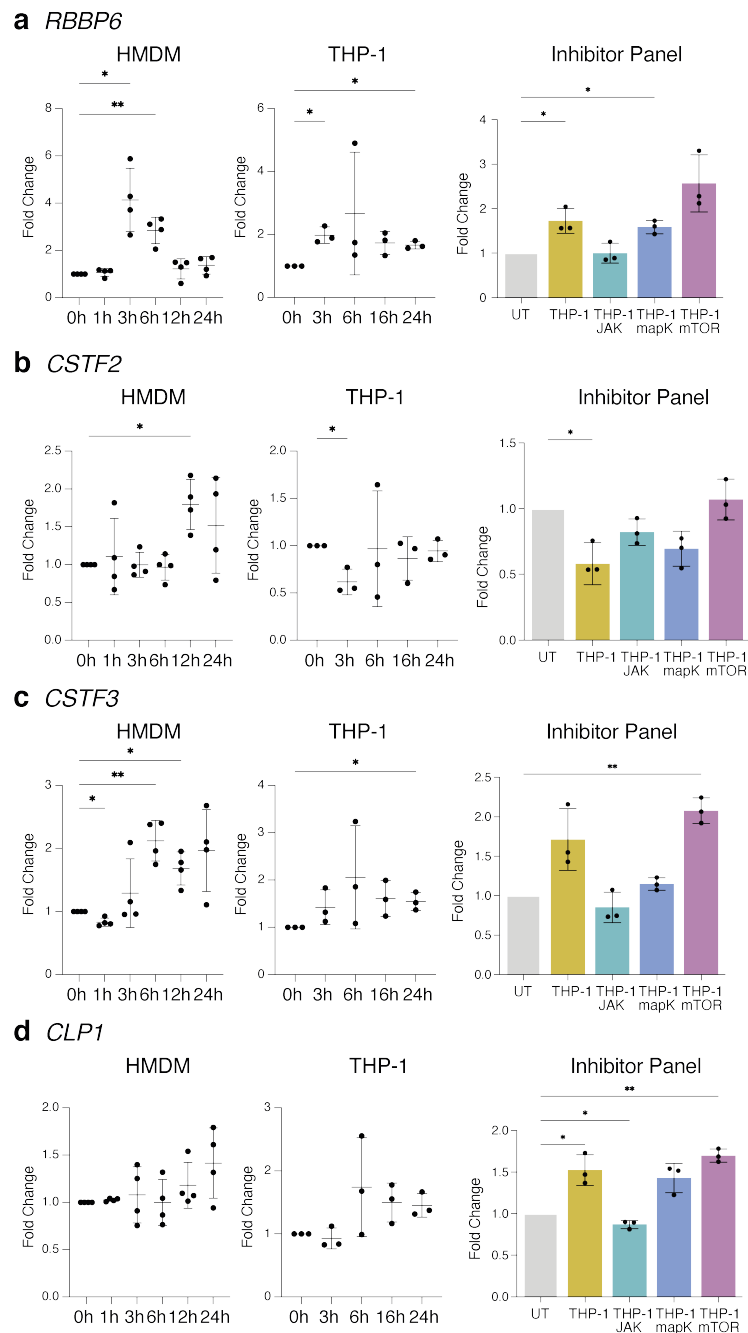 a RBBP6
HMDM
THP-1
Inhibitor Panel
* ** * * * *
Fold Change
8
6
4
2
0
0h 1h 3h 6h 12h 24h
Fold Change
6
4
2
0
0h 3h 6h 16h 24h
Fold Change
4
3
2
1
0
UT THP-1 THP-1 THP-1 THP-1
JAK mapK mTOR
b CSTF2
HMDM
THP-1
Inhibitor Panel
* * *
Fold Change
2.5
2.0
1.5
1.0
0.5
0.0
0h 1h 3h 6h 12h 24h
Fold Change
2.0
1.5
1.0
0.5
0.0
0h 3h 6h 16h 24h
Fold Change
1.5
1.0
0.5
0.0
UT THP-1 THP-1 THP-1 THP-1
JAK mapK mTOR
c CSTF3
HMDM
THP-1
Inhibitor Panel
* ** * * **
Fold Change
3
2
1
0
0h 1h 3h 6h 12h 24h
Fold Change
4
3
2
1
0
0h 3h 6h 16h 24h
Fold Change
2.5
2.0
1.5
1.0
0.5
0.0
UT THP-1 THP-1 THP-1 THP-1
JAK mapK mTOR
d CLP1
HMDM
THP-1
Inhibitor Panel
** * *
Fold Change
2.0
1.5
1.0
0.5
0.0
0h 1h 3h 6h 12h 24h
Fold Change
3
2
1
0
0h 3h 6h 16h 24h
Fold Change
2.0
1.5
1.0
0.5
0.0
UT THP-1 THP-1 THP-1 THP-1
JAK mapK mTOR